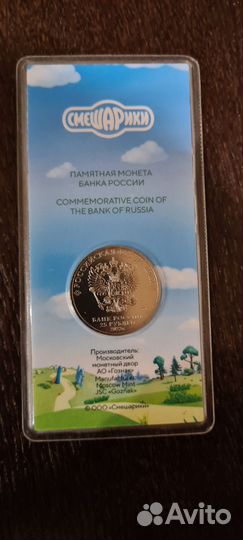 СМЕШАРИКИ
ПАМЯТНАЯ МОНЕТА
БАНКА РОССИИ
COMMEMORATIVE COIN OF
THE BANK OF RUSSIA
РОССИЙСКАЯ
БАНК РОССИИ
25 РУБЛЕЙ
Производитель:
Московский
монетный двор
АО «Гознак»
Moscow Mint
JSC «Goznak»
© ООО «Смешарики»
Avito